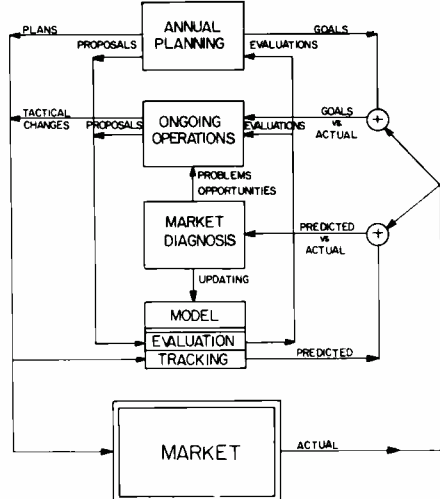 ANNUAL
PLANNING
PLANS
GOALS
PROPOSALS
EVALUATIONS
TACTICAL
CHANGES
PROPOSALS
ONGOING
OPERATIONS
EVALUATIONS
GOALS
VS
ACTUAL
+
PROBLEMS
OPPORTUNITIES
MARKET
DIAGNOSIS
PREDICTED
VS
ACTUAL
+
UPDATING
MODEL
EVALUATION
TRACKING
PREDICTED
MARKET
ACTUAL